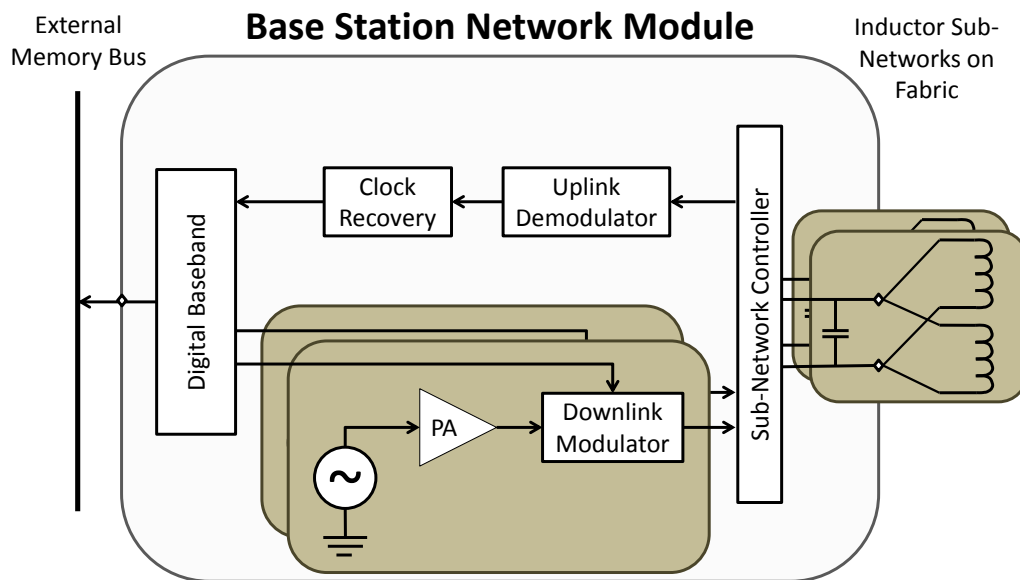 Base Station Network Module
External
Memory Bus
Inductor Sub-
Networks on
Fabric
Digital Baseband
Clock
Recovery
Uplink
Demodulator
Sub-Network Controller
PA
Downlink
Modulator
~